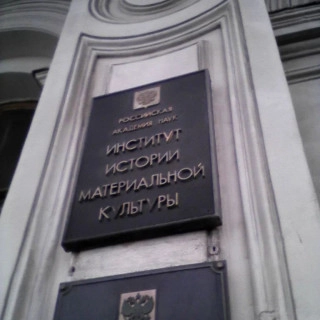 РОССИЙСКАЯ
АКАДЕМИЯ НАУК
ИНСТИТУТ
ИСТОРИИ
МАТЕРИАЛЬНОЙ
КУЛЬТУРЫ